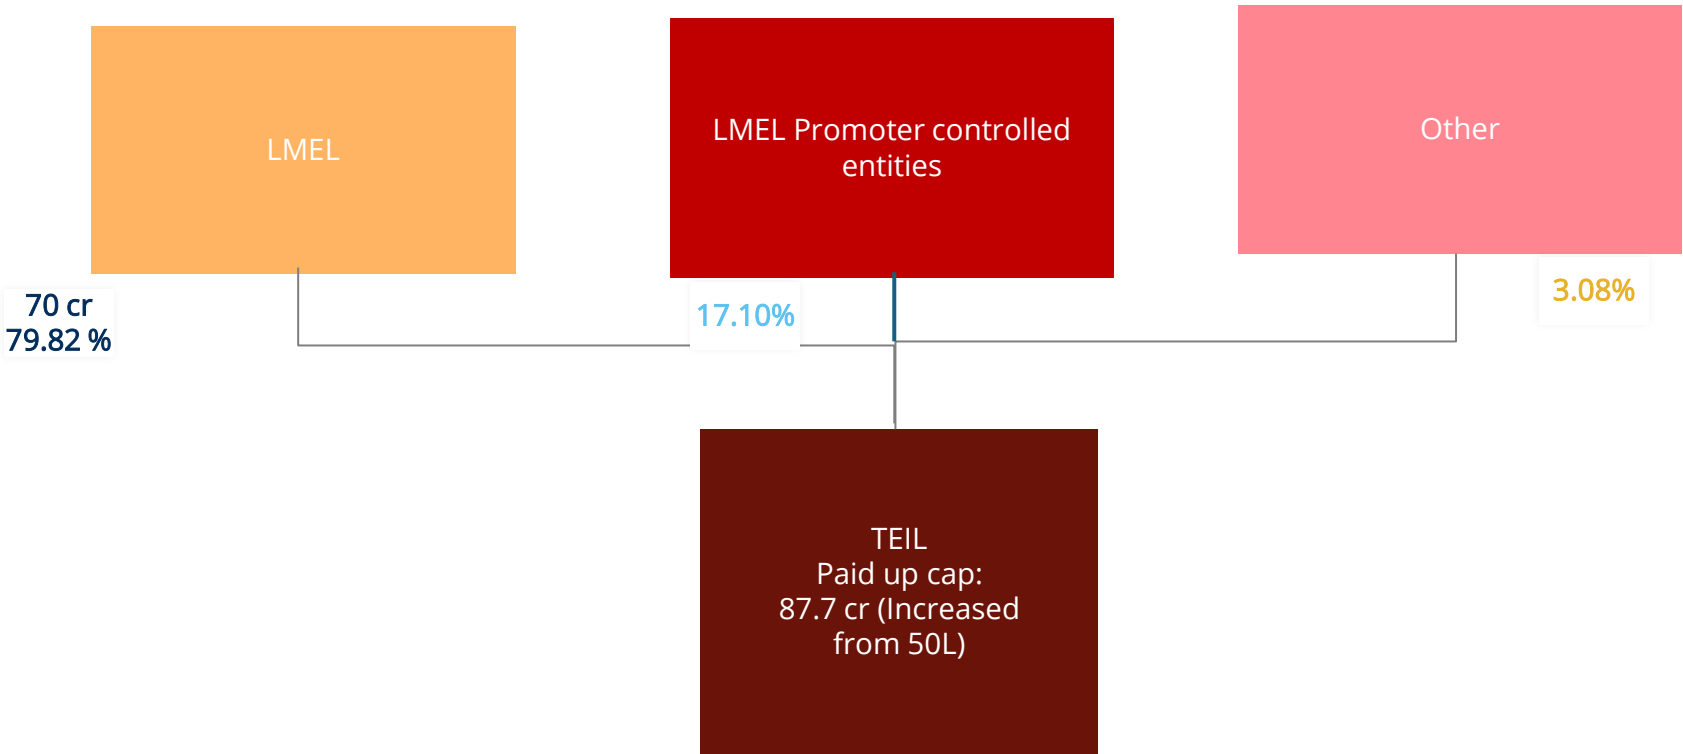 LMEL
LMEL Promoter controlled
entities
Other
70 cr
79.82 %
17.10%
3.08%
TEIL
Paid up cap:
87.7 cr (Increased
from 50L)